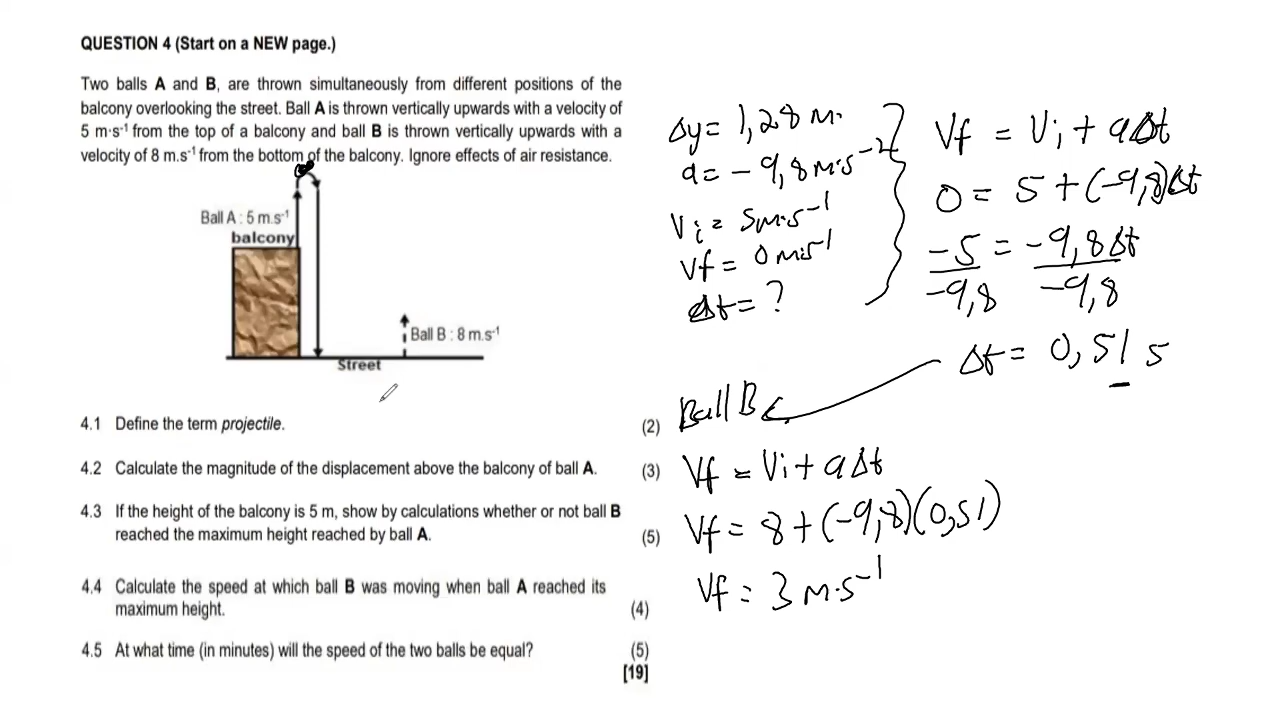 QUESTION 4 (Start on a NEW page.)
Two balls A and B, are thrown simultaneously from different positions of the
balcony overlooking the street. Ball A is thrown vertically upwards with a velocity of
5 m·s⁻¹ from the top of a balcony and ball B is thrown vertically upwards with a
velocity of 8 m.s⁻¹ from the bottom of the balcony. Ignore effects of air resistance.
Ball A : 5 m.s⁻¹
balcony
Ball B : 8 m.s⁻¹
Street
4.1 Define the term projectile. (2)
4.2 Calculate the magnitude of the displacement above the balcony of ball A. (3)
4.3 If the height of the balcony is 5 m, show by calculations whether or not ball B
reached the maximum height reached by ball A. (5)
4.4 Calculate the speed at which ball B was moving when ball A reached its
maximum height. (4)
4.5 At what time (in minutes) will the speed of the two balls be equal? (5)
[19]
Δy = 1,28 m.
a = -9,8 m·s⁻²
Vi = 5m·s⁻¹
Vf = 0 m·s⁻¹
Δt = ?
Vf = Vi + aΔt
0 = 5 + (-9,8)Δt
-5 = -9,8Δt
-9,8 -9,8
Δt = 0,51 s
Ball B
Vf = Vi + aΔt
Vf = 8 + (-9,8)(0,51)
Vf = 3 m·s⁻¹